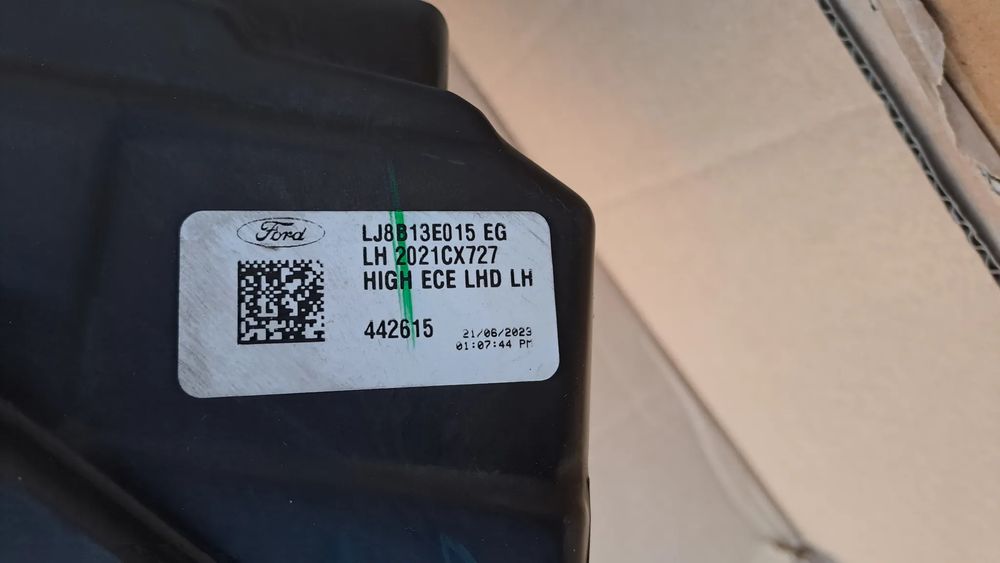 Ford
LJ8B13E015 EG
LH 2021CX727
HIGH ECE LHD LH
442615
21/06/2023
01:07:44 PM